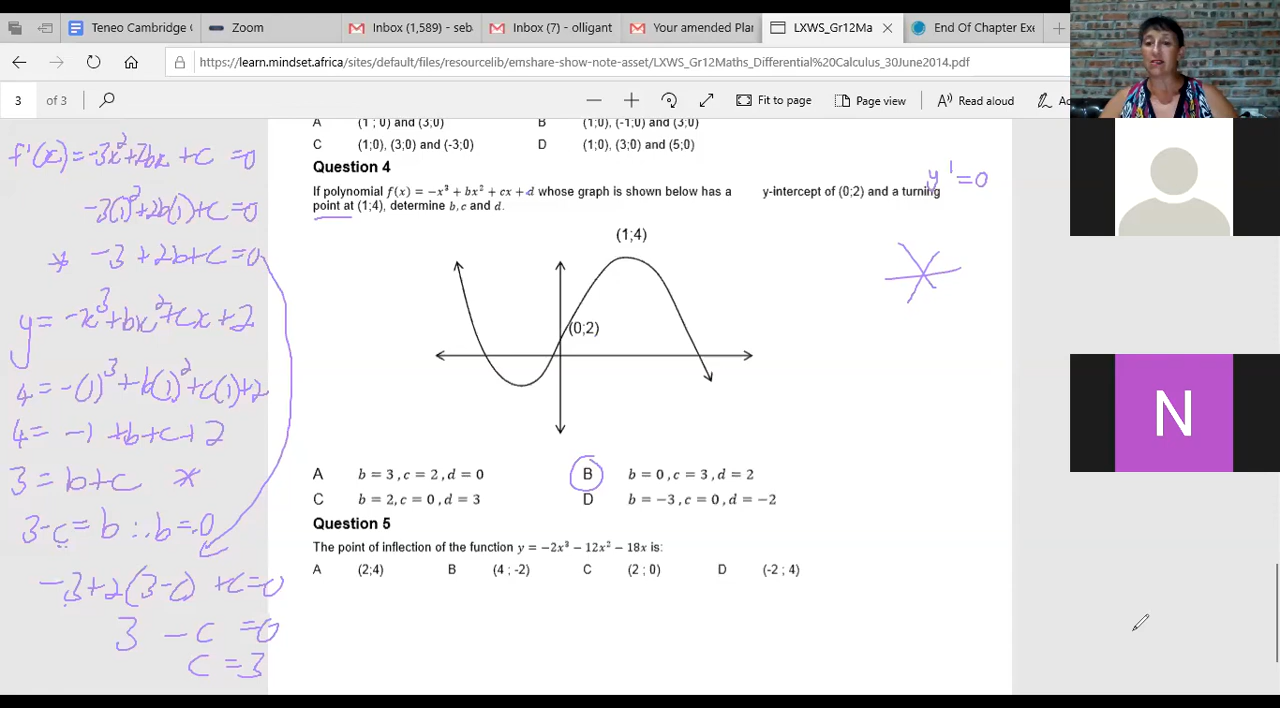 Teneo Cambridge
Zoom
Inbox (1,589) - seb
Inbox (7) - olligant
Your amended Plan
LXWS_Gr12Ma
End Of Chapter Exe
https://learn.mindset.africa/sites/default/files/resourcelib/emshare-show-note-asset/LXWS_Gr12Maths_Differential%20Calculus_30June2014.pdf
3 of 3
Fit to page
Page view
Read aloud
A (1 ; 0) and (3;0) B (1;0), (-1;0) and (3;0)
C (1;0), (3;0) and (-3;0) D (1;0), (3;0) and (5;0)
Question 4
If polynomial f(x) = −x³ + bx² + cx + d whose graph is shown below has a y-intercept of (0;2) and a turning
point at (1;4), determine b, c and d.
y' = 0
(1;4)
(0;2)
A b = 3 , c = 2 , d = 0 B b = 0 , c = 3 , d = 2
C b = 2, c = 0 , d = 3 D b = −3, c = 0 , d = −2
Question 5
The point of inflection of the function y = −2x³ − 12x² − 18x is:
A (2;4) B (4 ; -2) C (2 ; 0) D (-2 ; 4)
f'(x) = -3x² + 2bx + c = 0
-3(1)² + 2b(1) + c = 0
* -3 + 2b + c = 0
y = -x³ + bx² + cx + 2
4 = -(1)³ + b(1)² + c(1) + 2
4 = -1 + b + c + 2
3 = b + c *
3 - c = b ∴ b = 0
-3 + 2(3 - c) + c = 0
3 - c = 0
c = 3
N